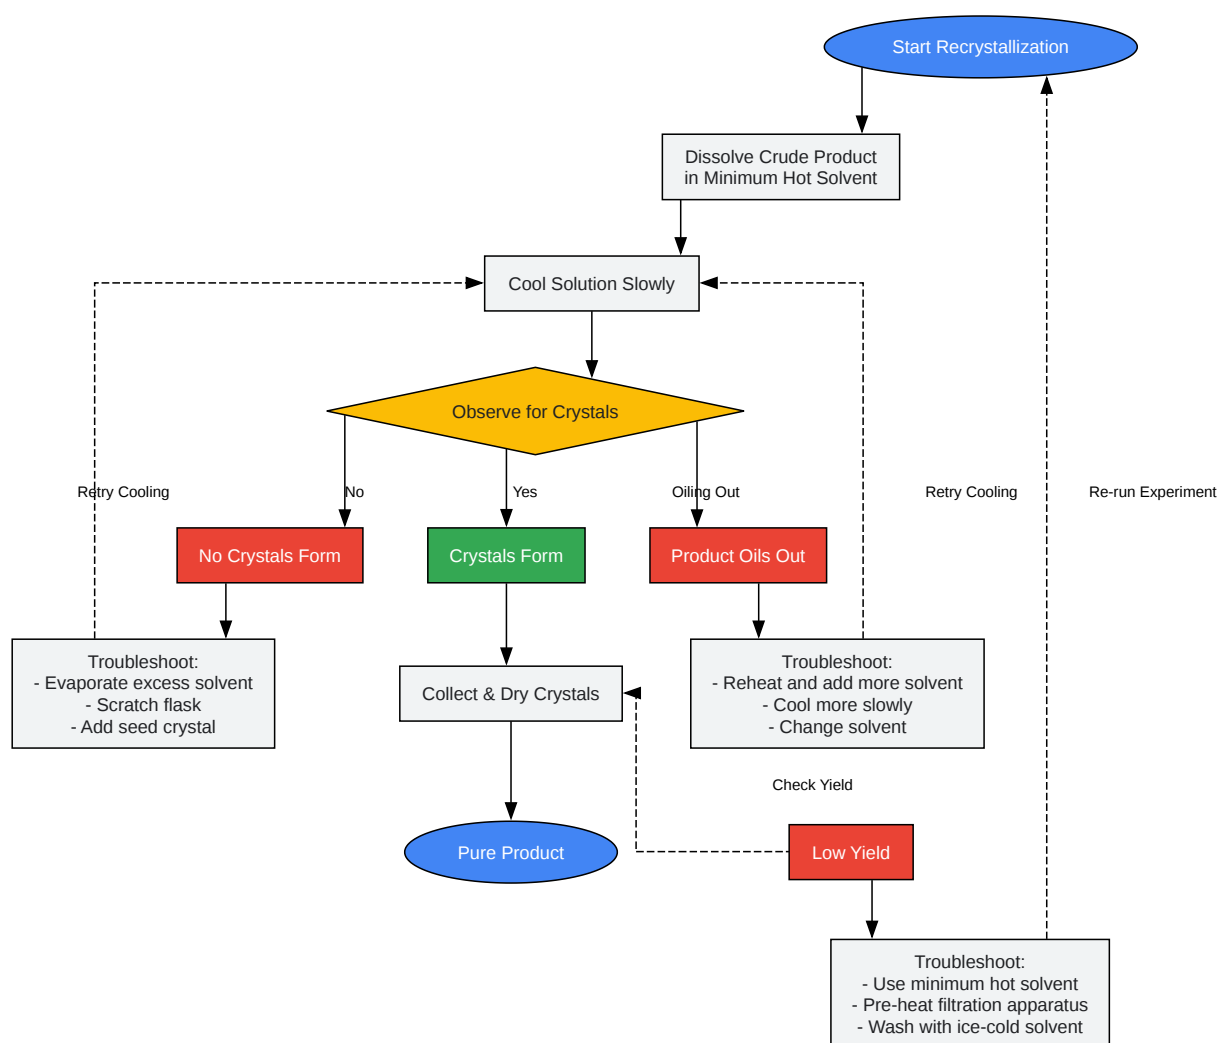 Start Recrystallization
Dissolve Crude Product
in Minimum Hot Solvent
Cool Solution Slowly
Observe for Crystals
Retry Cooling
No
Yes
Oiling Out
Retry Cooling
Re-run Experiment
No Crystals Form
Crystals Form
Product Oils Out
Troubleshoot:
- Evaporate excess solvent
- Scratch flask
- Add seed crystal
Collect & Dry Crystals
Troubleshoot:
- Reheat and add more solvent
- Cool more slowly
- Change solvent
Check Yield
Pure Product
Low Yield
Troubleshoot:
- Use minimum hot solvent
- Pre-heat filtration apparatus
- Wash with ice-cold solvent